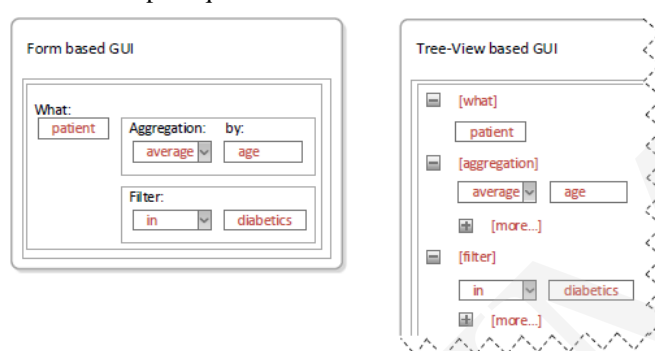 Form based GUI
What:
patient
Aggregation: by:
average age
Filter:
in diabetics
Tree-View based GUI
[what]
patient
[aggregation]
average age
[more...]
[filter]
in diabetics
[more...]